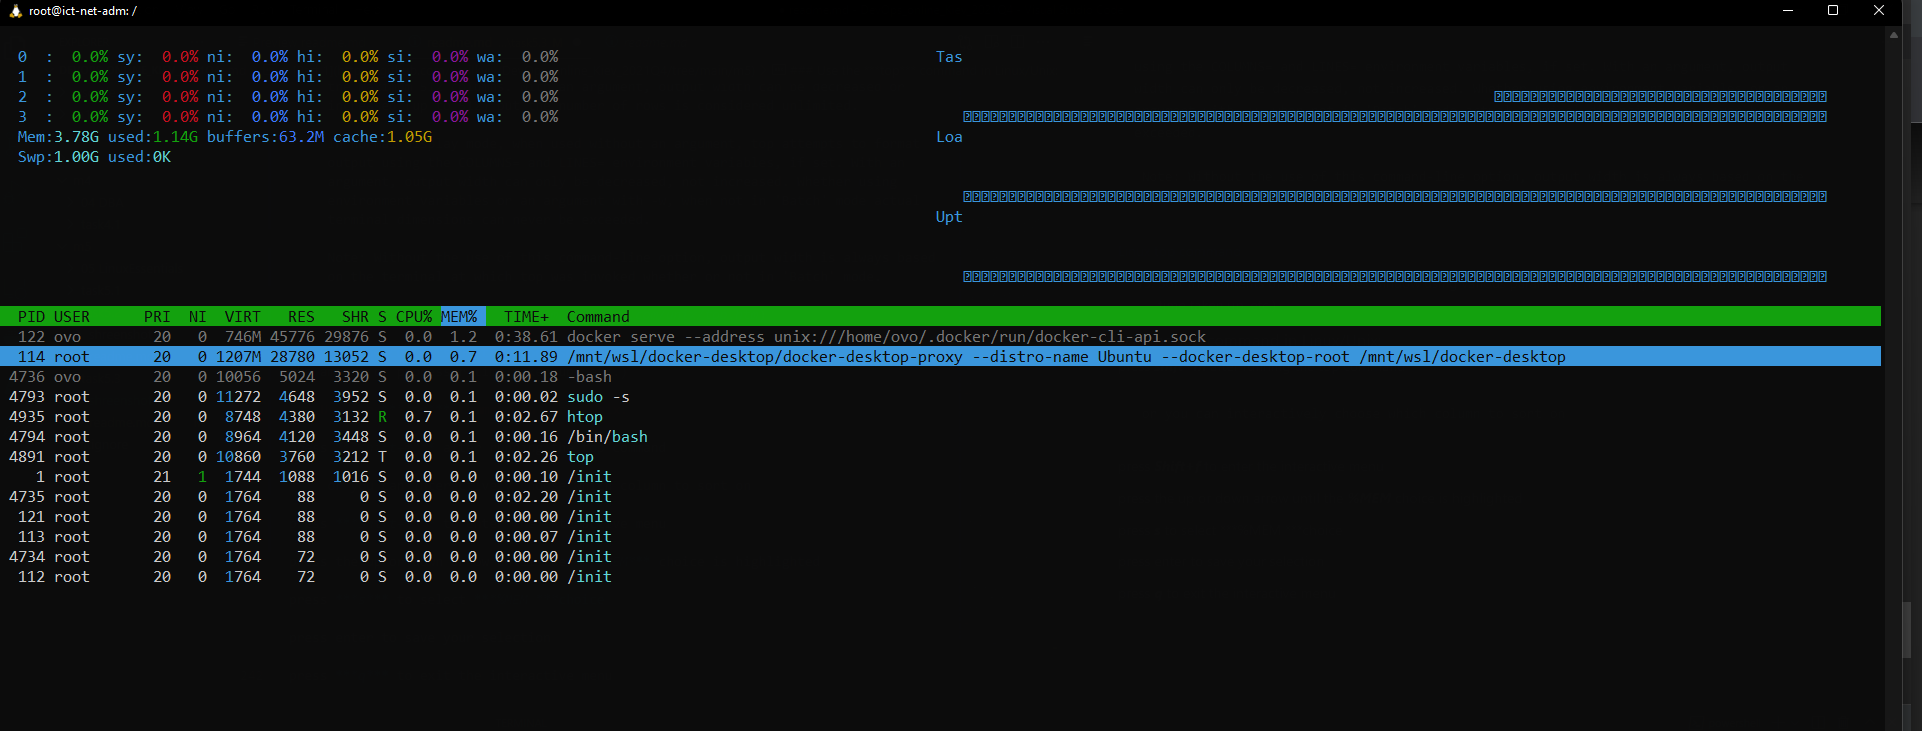 root@ict-net-adm: /
0  :  0.0% sy:  0.0% ni:  0.0% hi:  0.0% si:  0.0% wa:  0.0%  Tas
1  :  0.0% sy:  0.0% ni:  0.0% hi:  0.0% si:  0.0% wa:  0.0%
2  :  0.0% sy:  0.0% ni:  0.0% hi:  0.0% si:  0.0% wa:  0.0%
3  :  0.0% sy:  0.0% ni:  0.0% hi:  0.0% si:  0.0% wa:  0.0%
Mem:3.78G used:1.14G buffers:63.2M cache:1.05G  Loa
Swp:1.00G used:0K
Upt
PID USER      PRI  NI  VIRT   RES   SHR S CPU% MEM%   TIME+  Command
122 ovo        20   0  746M 45776 29876 S  0.0  1.2  0:38.61 docker serve --address unix:///home/ovo/.docker/run/docker-cli-api.sock
114 root       20   0 1207M 28780 13052 S  0.0  0.7  0:11.89 /mnt/wsl/docker-desktop/docker-desktop-proxy --distro-name Ubuntu --docker-desktop-root /mnt/wsl/docker-desktop
4736 ovo        20   0 10056  5024  3320 S  0.0  0.1  0:00.18 -bash
4793 root       20   0 11272  4648  3952 S  0.0  0.1  0:00.02 sudo -s
4935 root       20   0  8748  4380  3132 R  0.7  0.1  0:02.67 htop
4794 root       20   0  8964  4120  3448 S  0.0  0.1  0:00.16 /bin/bash
4891 root       20   0 10860  3760  3212 T  0.0  0.1  0:02.26 top
1 root       21   1  1744  1088  1016 S  0.0  0.0  0:00.10 /init
4735 root       20   0  1764    88     0 S  0.0  0.0  0:02.20 /init
121 root       20   0  1764    88     0 S  0.0  0.0  0:00.00 /init
113 root       20   0  1764    88     0 S  0.0  0.0  0:00.07 /init
4734 root       20   0  1764    72     0 S  0.0  0.0  0:00.00 /init
112 root       20   0  1764    72     0 S  0.0  0.0  0:00.00 /init